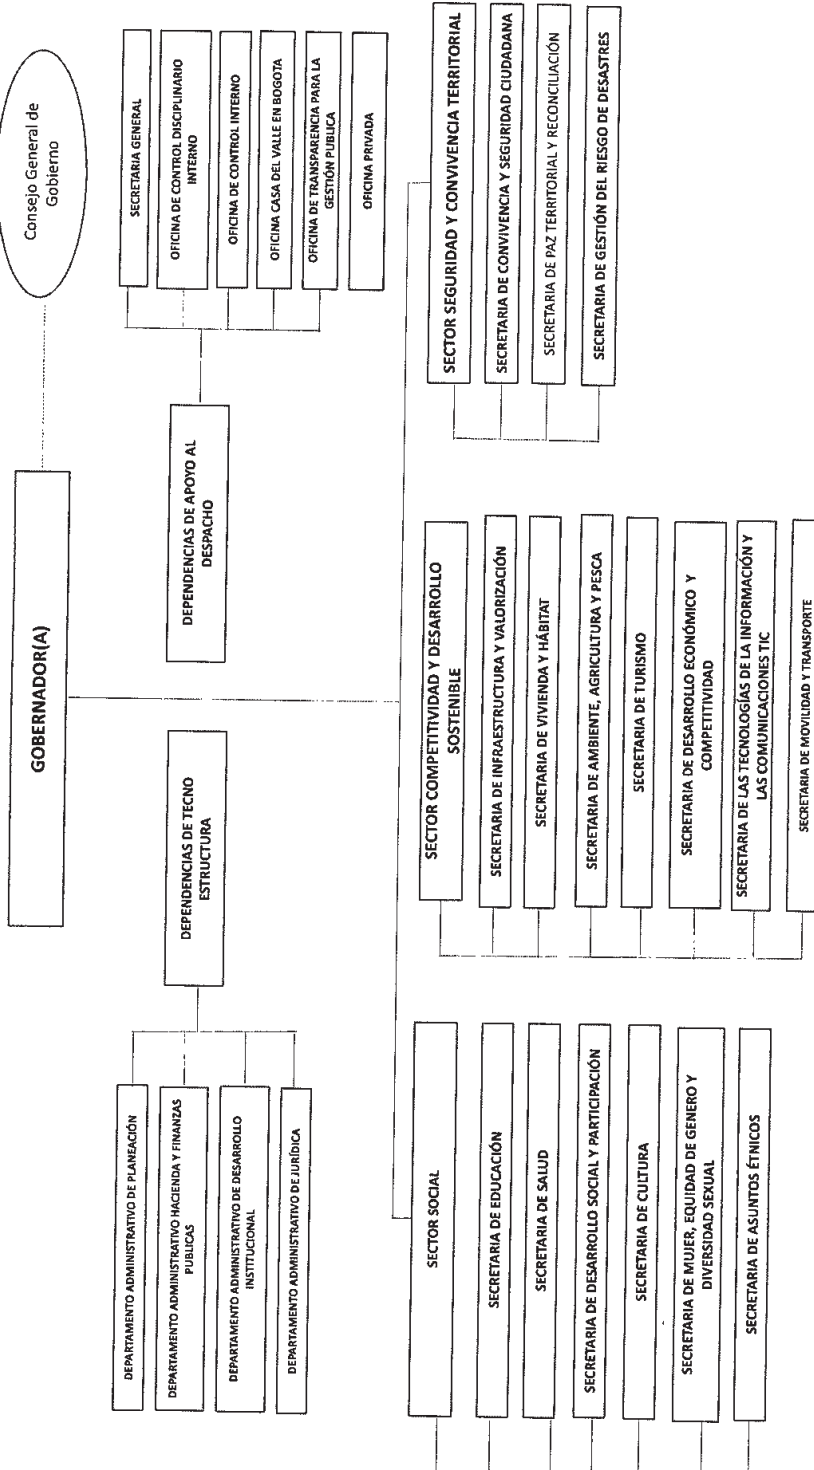 Consejo General de
Gobierno
GOBERNADOR(A)
DEPENDENCIAS DE TECNO
ESTRUCTURA
DEPENDENCIAS DE APOYO AL
DESPACHO
DEPARTAMENTO ADMINISTRATIVO DE PLANEACIÓN
DEPARTAMENTO ADMINISTRATIVO HACIENDA Y FINANZAS
PUBLICAS
DEPARTAMENTO ADMINISTRATIVO DE DESARROLLO
INSTITUCIONAL
DEPARTAMENTO ADMINISTRATIVO DE JURÍDICA
SECRETARIA GENERAL
OFICINA DE CONTROL DISCIPLINARIO
INTERNO
OFICINA DE CONTROL INTERNO
OFICINA CASA DEL VALLE EN BOGOTA
OFICINA DE TRANSPARENCIA PARA LA
GESTIÓN PUBLICA
OFICINA PRIVADA
SECTOR SOCIAL
SECRETARIA DE EDUCACIÓN
SECRETARIA DE SALUD
SECRETARIA DE DESARROLLO SOCIAL Y PARTICIPACIÓN
SECRETARIA DE CULTURA
SECRETARIA DE MUJER, EQUIDAD DE GENERO Y
DIVERSIDAD SEXUAL
SECRETARIA DE ASUNTOS ÉTNICOS
SECTOR COMPETITIVIDAD Y DESARROLLO
SOSTENIBLE
SECRETARIA DE INFRAESTRUCTURA Y VALORIZACIÓN
SECRETARIA DE VIVIENDA Y HÁBITAT
SECRETARIA DE AMBIENTE, AGRICULTURA Y PESCA
SECRETARIA DE TURISMO
SECRETARIA DE DESARROLLO ECONÓMICO Y
COMPETITIVIDAD
SECRETARIA DE LAS TECNOLOGÍAS DE LA INFORMACIÓN Y
LAS COMUNICACIONES TIC
SECRETARIA DE MOVILIDAD Y TRANSPORTE
SECTOR SEGURIDAD Y CONVIVENCIA TERRITORIAL
SECRETARIA DE CONVIVENCIA Y SEGURIDAD CIUDADANA
SECRETARIA DE PAZ TERRITORIAL Y RECONCILIACIÓN
SECRETARIA DE GESTIÓN DEL RIESGO DE DESASTRES